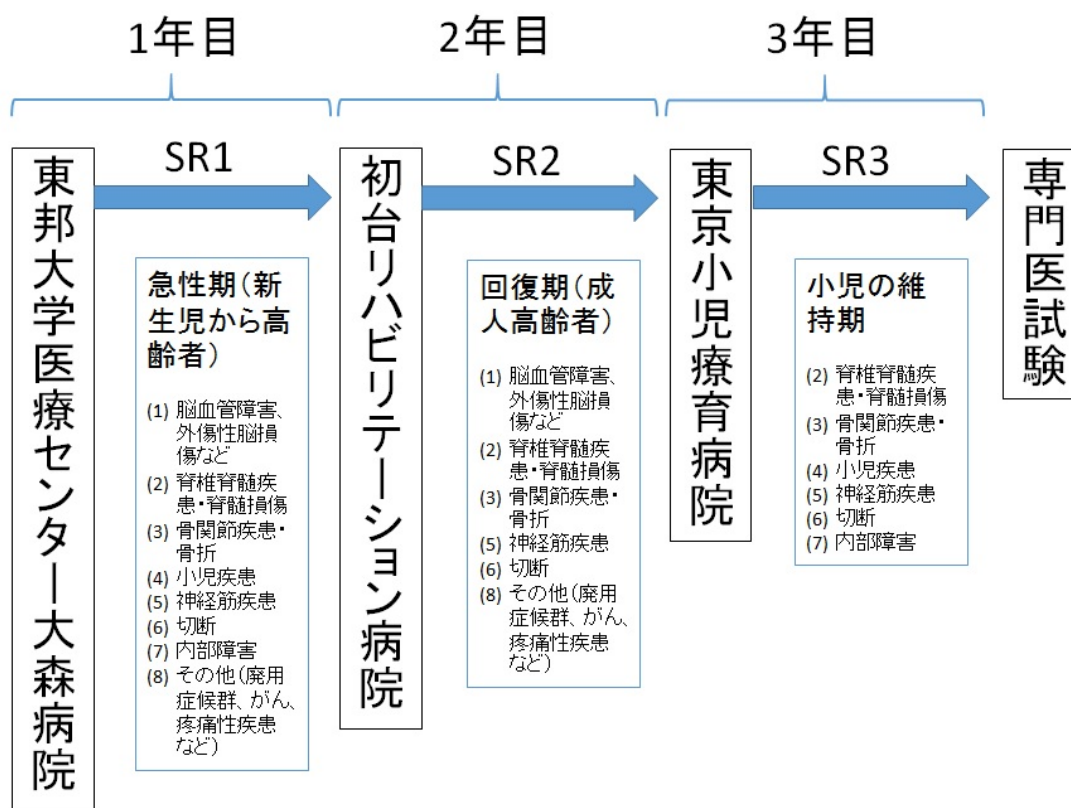 1年目
2年目
3年目
東邦大学医療センター大森病院
SR1
急性期（新
生児から高
齢者）
(1) 脳血管障害、
外傷性脳損
傷など
(2) 脊椎脊髄疾
患・脊髄損傷
(3) 骨関節疾患・
骨折
(4) 小児疾患
(5) 神経筋疾患
(6) 切断
(7) 内部障害
(8) その他（廃用
症候群、がん、
疼痛性疾患
など）
初台リハビリテーション病院
SR2
回復期（成
人高齢者）
(1) 脳血管障害、
外傷性脳損
傷など
(2) 脊椎脊髄疾
患・脊髄損傷
(3) 骨関節疾患・
骨折
(5) 神経筋疾患
(6) 切断
(8) その他（廃用
症候群、がん、
疼痛性疾患
など）
東京小児療育病院
SR3
小児の維
持期
(2) 脊椎脊髄疾
患・脊髄損傷
(3) 骨関節疾患・
骨折
(4) 小児疾患
(5) 神経筋疾患
(6) 切断
(7) 内部障害
専門医試験